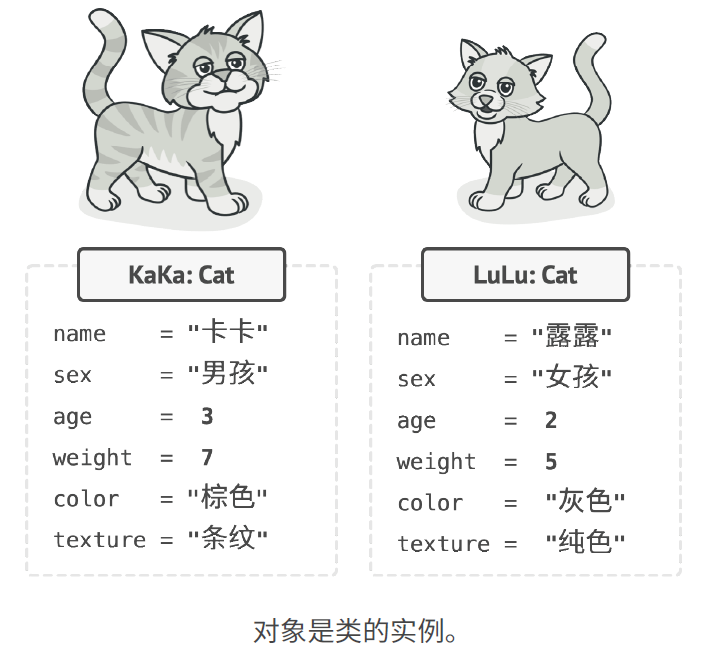 KaKa: Cat
name = "卡卡"
sex = "男孩"
age = 3
weight = 7
color = "棕色"
texture = "条纹"
LuLu: Cat
name = "露露"
sex = "女孩"
age = 2
weight = 5
color = "灰色"
texture = "纯色"
对象是类的实例。